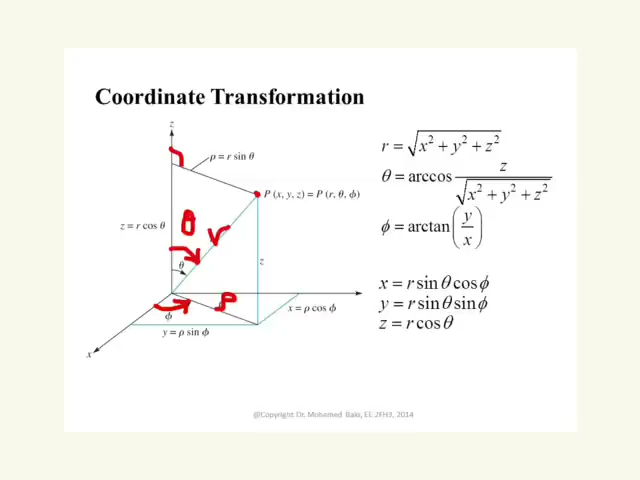 Coordinate Transformation
z
ρ = r sin θ
P (x, y, z) = P (r, θ, ϕ)
z = r cos θ
θ
r
θ
z
ρ
ϕ
x = ρ cos ϕ
y = ρ sin ϕ
x
r = √(x² + y² + z²)
θ = arccos z / √(x² + y² + z²)
ϕ = arctan (y / x)
x = r sin θ cos ϕ
y = r sin θ sin ϕ
z = r cos θ
@Copyright Dr. Mohamed Bakr, EE 2FH3, 2014